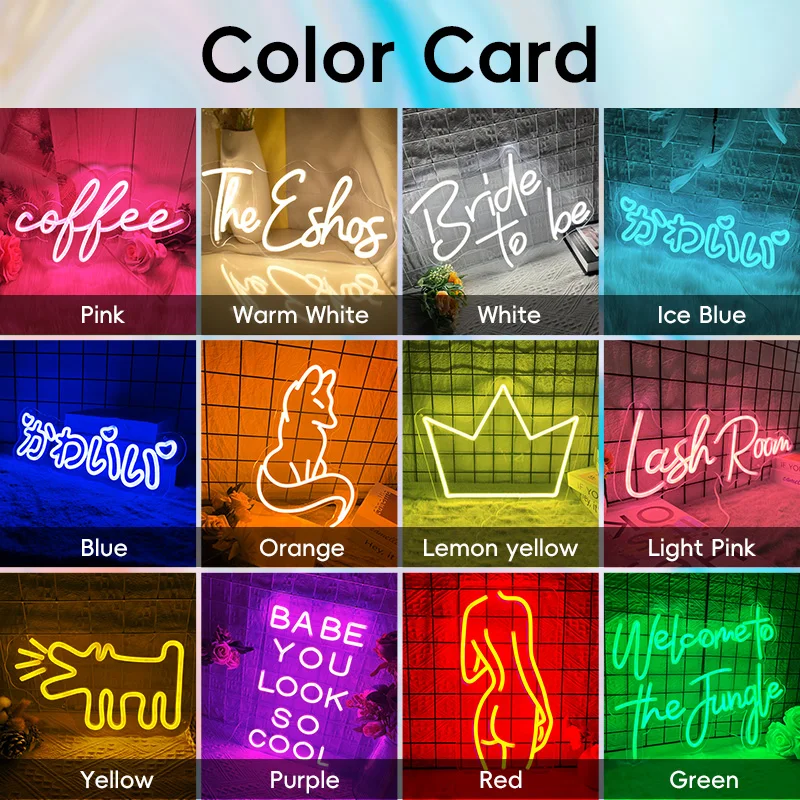 Color Card
coffee
Pink
The Eshos
Warm White
Bride
to be
White
かわいい
Ice Blue
かわいい
Blue
Orange
Lemon yellow
Lash Room
Light Pink
Yellow
BABE
YOU
LOOK
SO
COOL
Purple
Red
Welcome to
the Jungle
Green